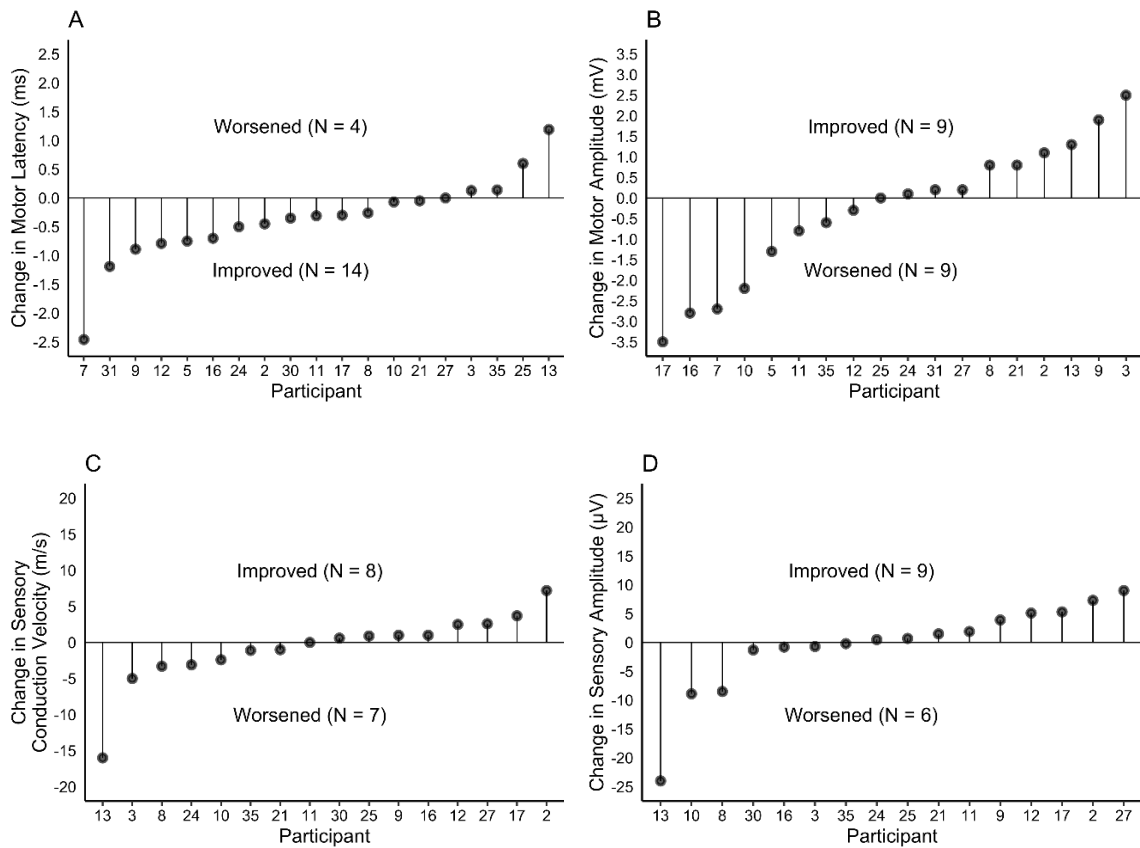 A
Change in Motor Latency (ms)
2.5
2.0
1.5
1.0
0.5
0.0
-0.5
-1.0
-1.5
-2.0
-2.5
Worsened (N = 4)
Improved (N = 14)
7 31 9 12 5 16 24 2 30 11 17 8 10 21 27 3 35 25 13
Participant
B
Change in Motor Amplitude (mV)
3.5
3.0
2.5
2.0
1.5
1.0
0.5
0.0
-0.5
-1.0
-1.5
-2.0
-2.5
-3.0
-3.5
Improved (N = 9)
Worsened (N = 9)
17 16 7 10 5 11 35 12 25 24 31 27 8 21 2 13 9 3
Participant
C
Change in Sensory
Conduction Velocity (m/s)
20
15
10
5
0
-5
-10
-15
-20
Improved (N = 8)
Worsened (N = 7)
13 3 8 24 10 35 21 11 30 25 9 16 12 27 17 2
Participant
D
Change in Sensory Amplitude (µV)
25
20
15
10
5
0
-5
-10
-15
-20
-25
Improved (N = 9)
Worsened (N = 6)
13 10 8 30 16 3 35 24 25 21 11 9 12 17 2 27
Participant